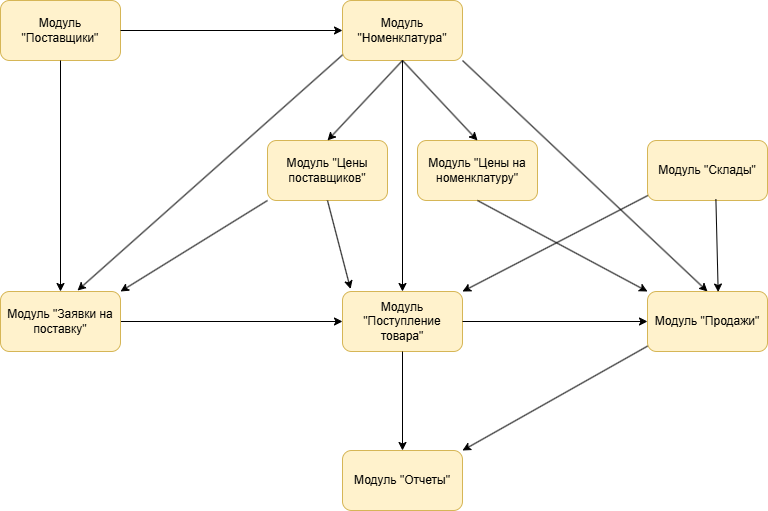 Модуль
"Поставщики"
Модуль
"Номенклатура"
Модуль "Цены
поставщиков"
Модуль "Цены на
номенклатуру"
Модуль "Склады"
Модуль "Заявки на
поставку"
Модуль
"Поступление
товара"
Модуль "Продажи"
Модуль "Отчеты"